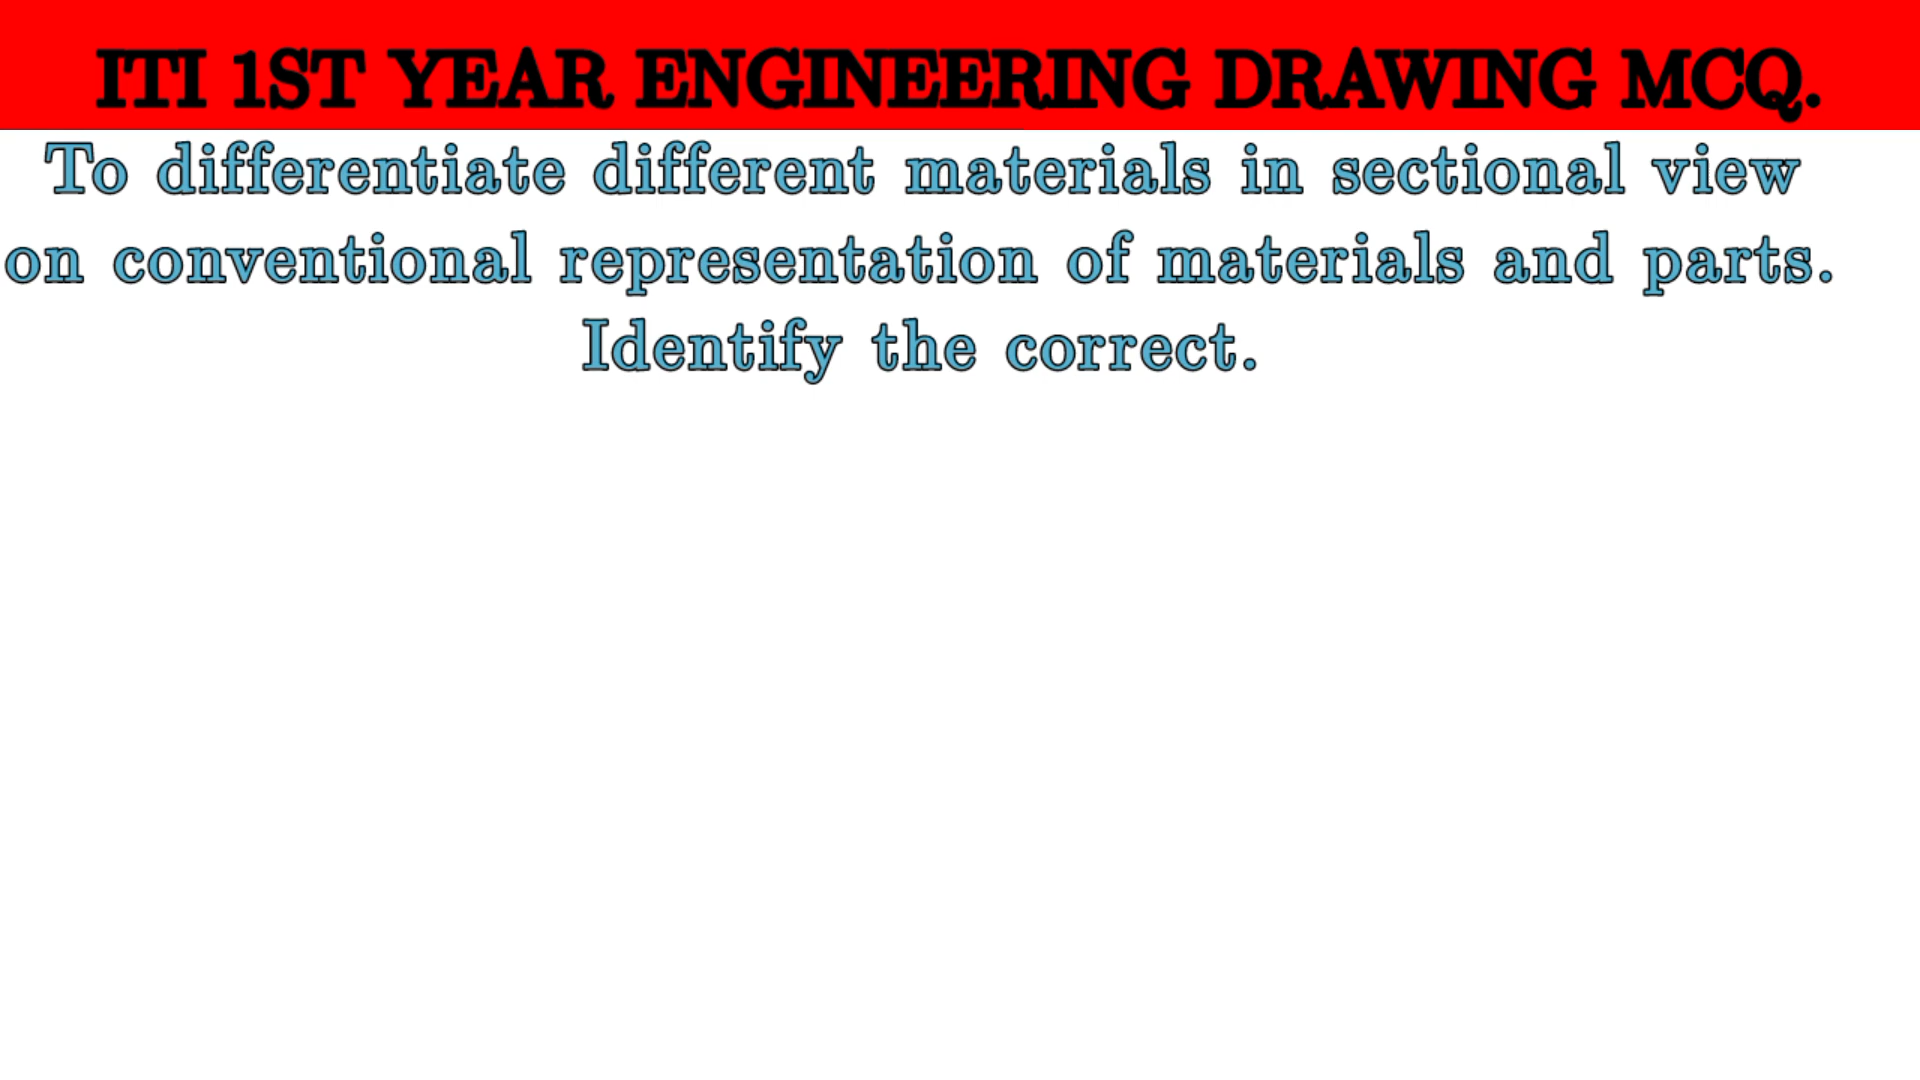 ITI 1ST YEAR ENGINEERING DRAWING MCQ.
To differentiate different materials in sectional view
on conventional representation of materials and parts.
Identify the correct.